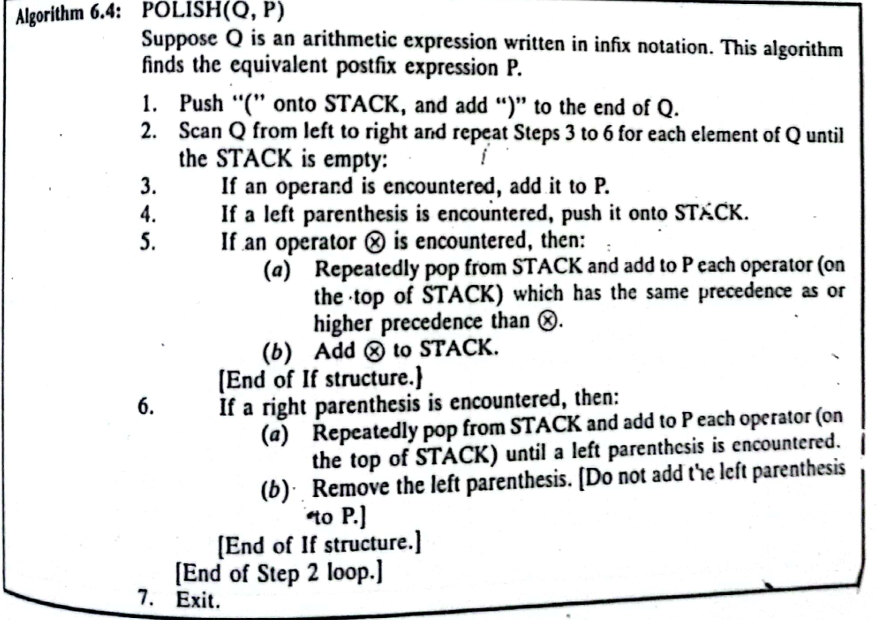 Algorithm 6.4: POLISH(Q, P)
Suppose Q is an arithmetic expression written in infix notation. This algorithm
finds the equivalent postfix expression P.
1. Push "(" onto STACK, and add ")" to the end of Q.
2. Scan Q from left to right and repeat Steps 3 to 6 for each element of Q until
the STACK is empty:
3. If an operand is encountered, add it to P.
4. If a left parenthesis is encountered, push it onto STACK.
5. If an operator ⊗ is encountered, then:
(a) Repeatedly pop from STACK and add to P each operator (on
the top of STACK) which has the same precedence as or
higher precedence than ⊗.
(b) Add ⊗ to STACK.
[End of If structure.]
6. If a right parenthesis is encountered, then:
(a) Repeatedly pop from STACK and add to P each operator (on
the top of STACK) until a left parenthesis is encountered.
(b) Remove the left parenthesis. [Do not add the left parenthesis
to P.]
[End of If structure.]
[End of Step 2 loop.]
7. Exit.